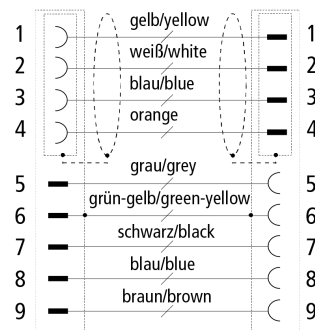 gelb/yellow
1 1
weiß/white
2 2
blau/blue
3 3
orange
4 4
grau/grey
5 5
grün-gelb/green-yellow
6 6
schwarz/black
7 7
blau/blue
8 8
braun/brown
9 9